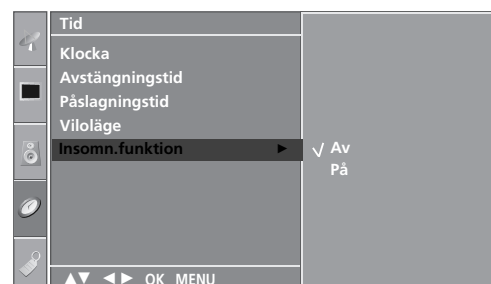 Tid
Klocka
Avstängningstid
Påslagningstid
Viloläge
Insomn.funktion ► √ Av
På
▲▼ ◄► OK MENU